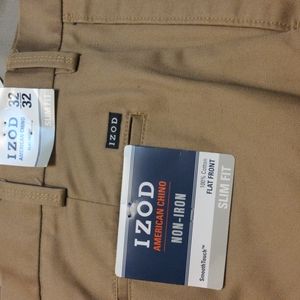 32
32
IZOD
AMERICAN CHINO
SLIM FIT
IZOD
IZOD
AMERICAN CHINO
NON-IRON
100% Cotton
FLAT FRONT
SLIM FIT
SmoothTouch™